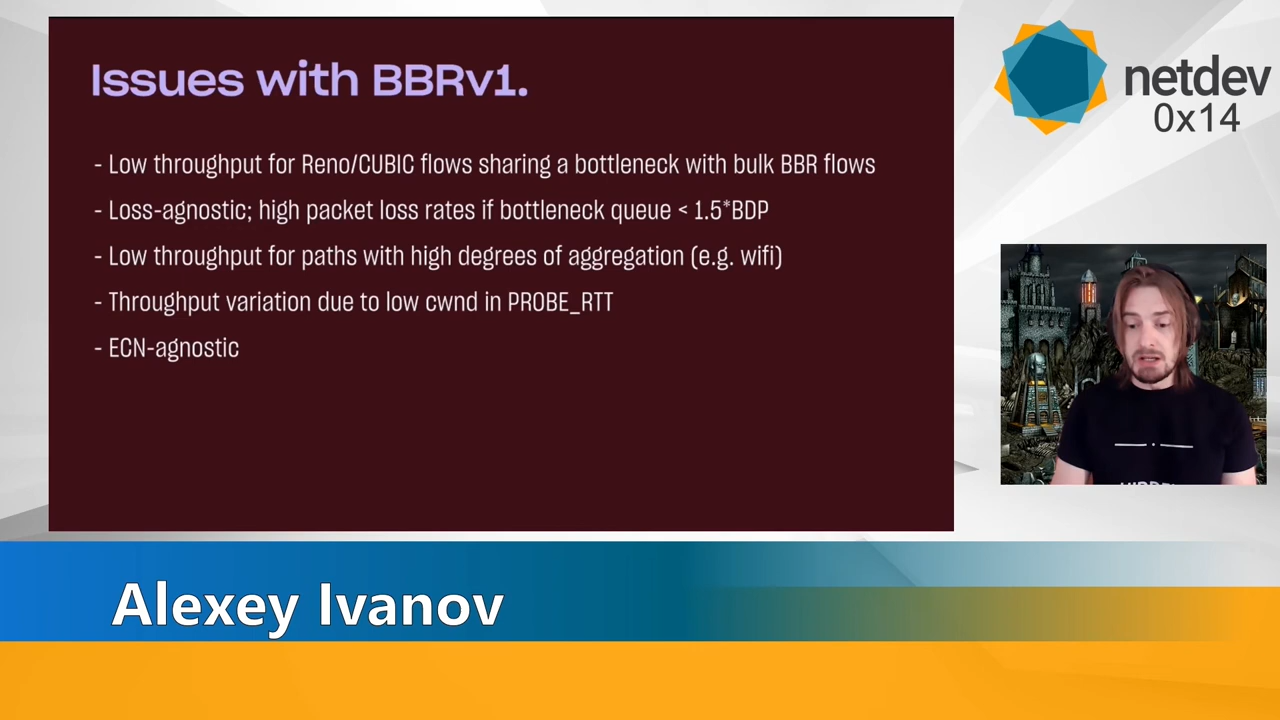 Issues with BBRv1.
- Low throughput for Reno/CUBIC flows sharing a bottleneck with bulk BBR flows
- Loss-agnostic; high packet loss rates if bottleneck queue < 1.5*BDP
- Low throughput for paths with high degrees of aggregation (e.g. wifi)
- Throughput variation due to low cwnd in PROBE_RTT
- ECN-agnostic
netdev
0x14
Alexey Ivanov